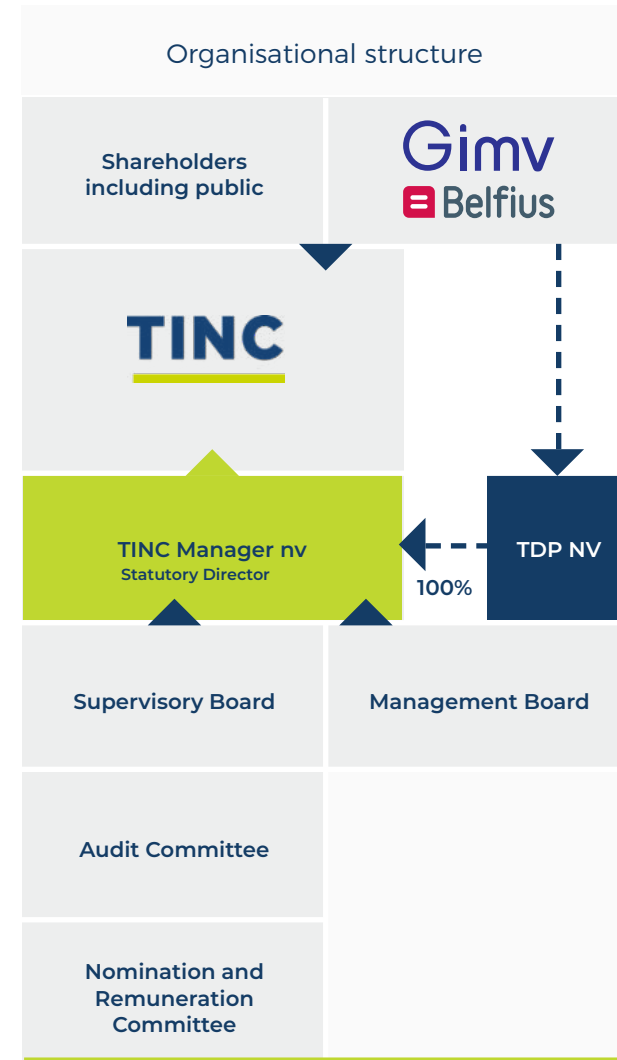 Organisational structure
Shareholders
including public
Gimv
Belfius
TINC
TINC Manager nv
Statutory Director
100%
TDP NV
Supervisory Board
Management Board
Audit Committee
Nomination and
Remuneration
Committee